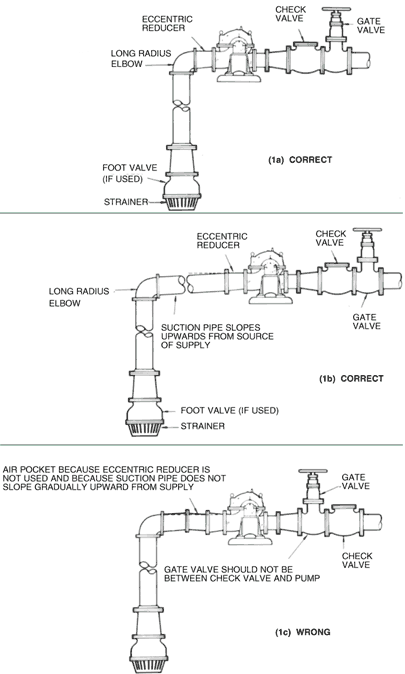 CHECK
VALVE
GATE
VALVE
ECCENTRIC
REDUCER
LONG RADIUS
ELBOW
(1a) CORRECT
FOOT VALVE
(IF USED)
STRAINER
ECCENTRIC
REDUCER
CHECK
VALVE
LONG RADIUS
ELBOW
SUCTION PIPE SLOPES
UPWARDS FROM SOURCE
OF SUPPLY
GATE
VALVE
(1b) CORRECT
FOOT VALVE (IF USED)
STRAINER
AIR POCKET BECAUSE ECCENTRIC REDUCER IS
NOT USED AND BECAUSE SUCTION PIPE DOES NOT
SLOPE GRADUALLY UPWARD FROM SUPPLY
GATE
VALVE
GATE VALVE SHOULD NOT BE
BETWEEN CHECK VALVE AND PUMP
CHECK
VALVE
(1c) WRONG